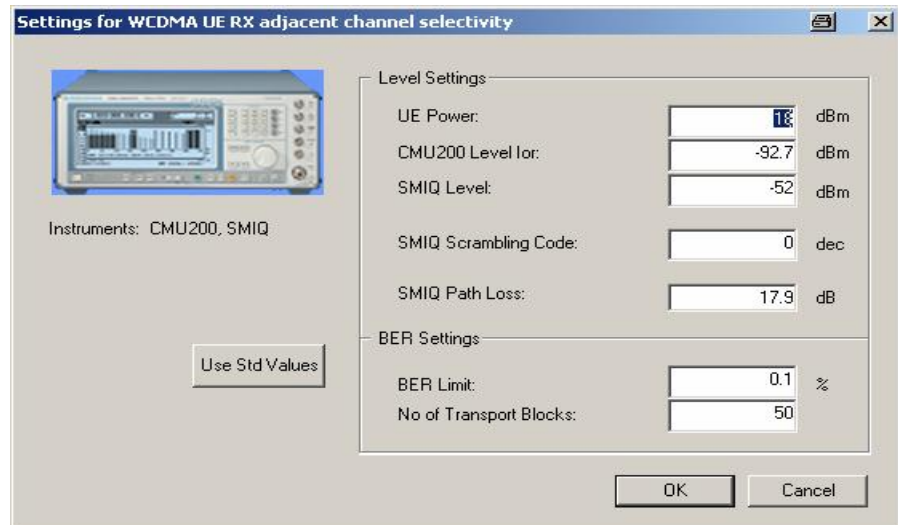 Settings for WCDMA UE RX adjacent channel selectivity
Level Settings
UE Power: 18 dBm
CMU200 Level Ior: -92.7 dBm
SMIQ Level: -52 dBm
Instruments: CMU200, SMIQ
SMIQ Scrambling Code: 0 dec
SMIQ Path Loss: 17.9 dB
BER Settings
Use Std Values
BER Limit: 0.1 %
No of Transport Blocks: 50
OK Cancel